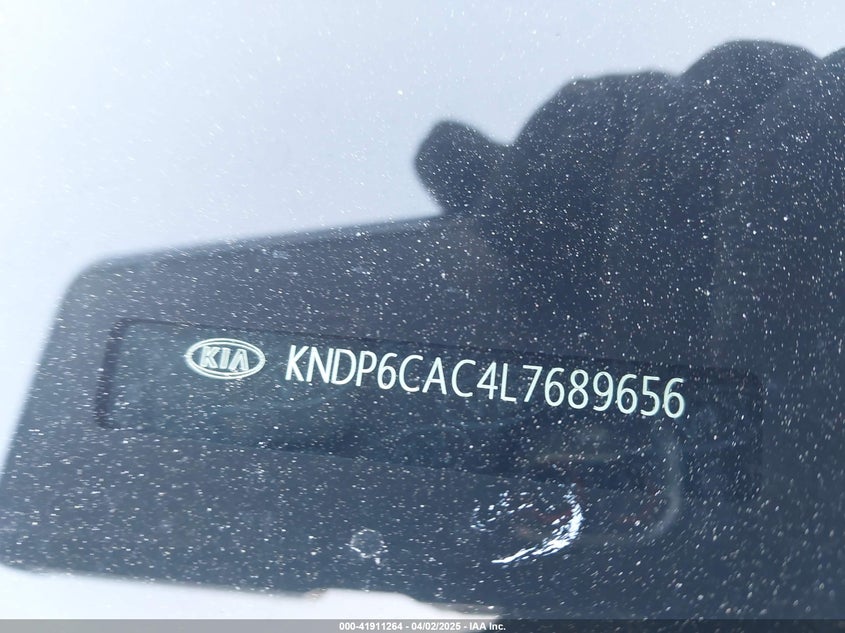 KIA KNDP6CAC4L7689656
000-41911264 - 04/02/2025 - IAA Inc.